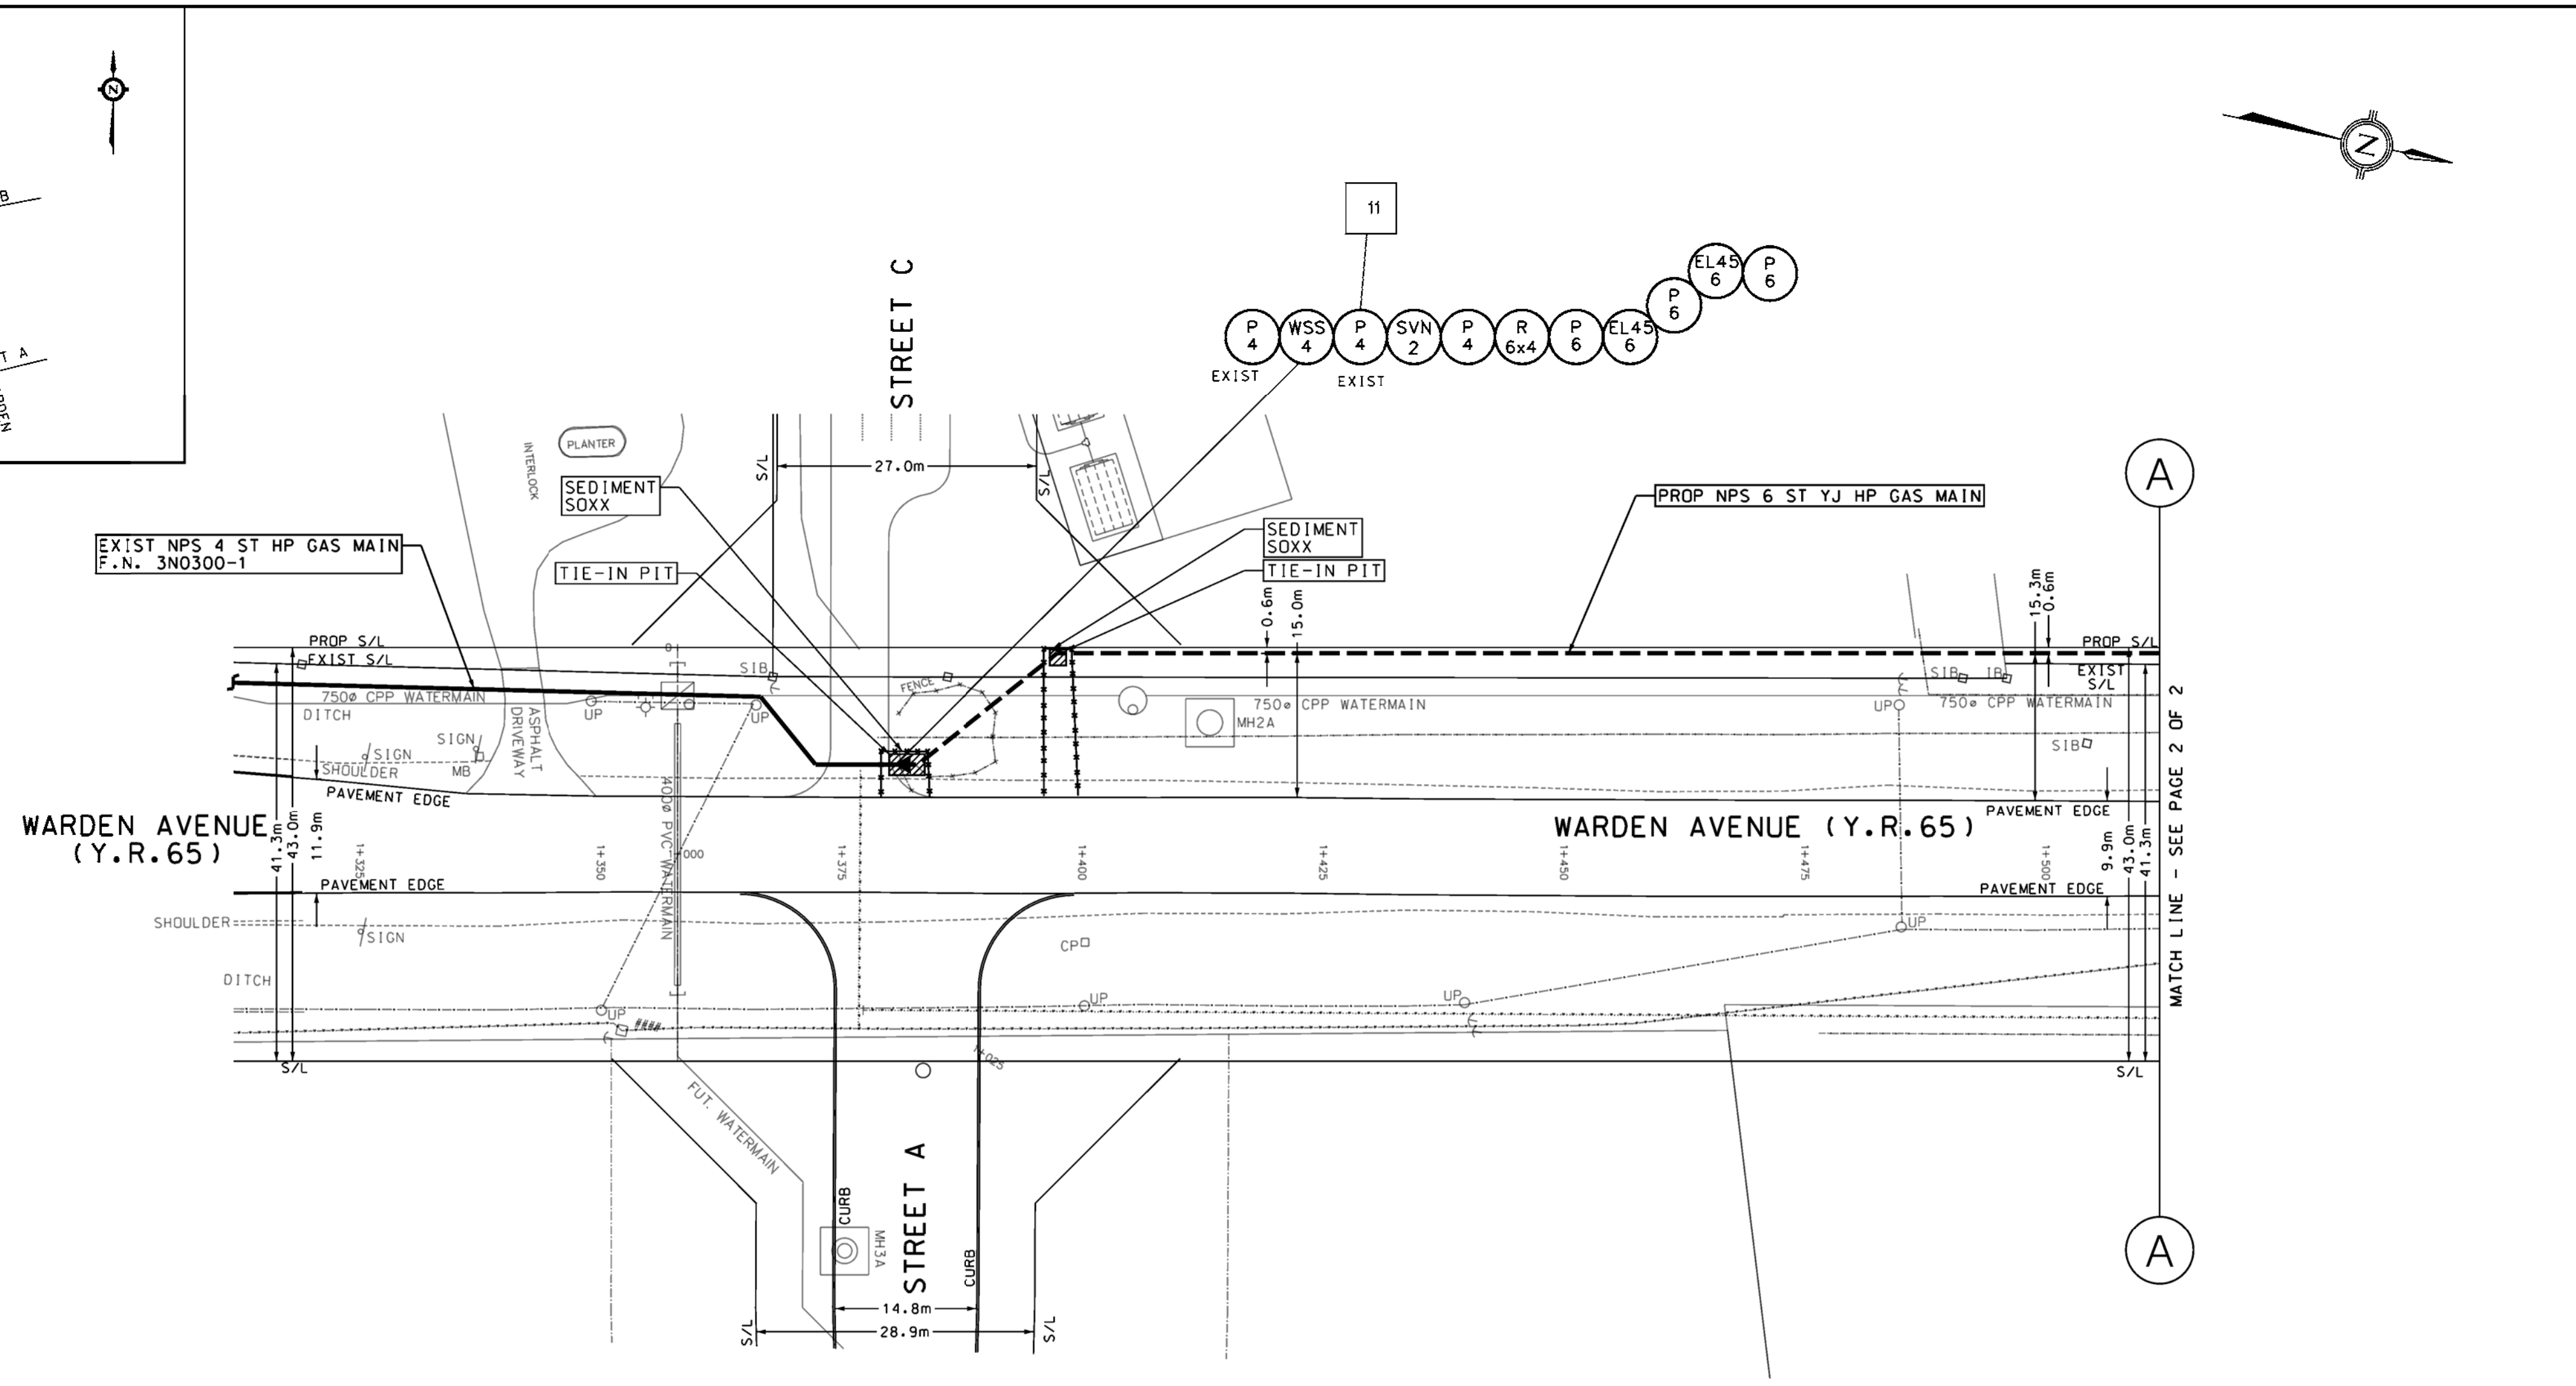 N
B
T A
RDEN
N
11
P
4
WSS
4
P
4
SVN
2
P
4
R
6x4
P
6
EL45
6
P
6
EL45
6
P
6
EXIST
EXIST
STREET C
PLANTER
INTERLOCK
S/L
27.0m
S/L
SEDIMENT
SOXX
PROP NPS 6 ST YJ HP GAS MAIN
A
EXIST NPS 4 ST HP GAS MAIN
F.N. 3N0300-1
TIE-IN PIT
SEDIMENT
SOXX
TIE-IN PIT
0.6m
15.0m
15.3m
0.6m
PROP S/L
EXIST S/L
PROP S/L
EXIST
S/L
SIB
SIB
IB
FENCE
750ø CPP WATERMAIN
750ø CPP WATERMAIN
750ø CPP WATERMAIN
DITCH
UP
UP
UP
MH2A
ASPHALT
DRIVEWAY
SIGN
SIGN
MB
SHOULDER
SIB
PAVEMENT EDGE
PAVEMENT EDGE
WARDEN AVENUE
(Y.R.65)
WARDEN AVENUE (Y.R.65)
41.3m
43.0m
11.9m
1+325
1+350
000
1+375
1+400
1+425
1+450
1+475
1+500
9.9m
43.0m
41.3m
400ø PVC WATERMAIN
MATCH LINE - SEE PAGE 2 OF 2
PAVEMENT EDGE
PAVEMENT EDGE
SHOULDER
SIGN
CP
UP
DITCH
UP
UP
UP
S/L
1+025
S/L
FUT. WATERMAIN
STREET A
CURB
CURB
MH3A
A
14.8m
28.9m
S/L
S/L